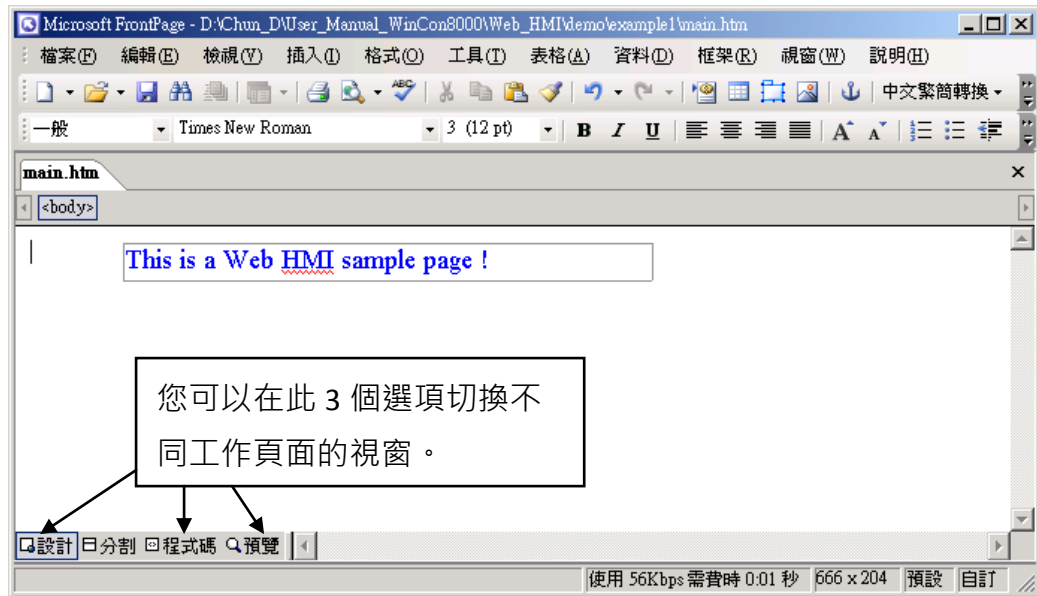 Microsoft FrontPage - D:\Chun_D\User_Manual_WinCon8000\Web_HMI\demo\example1\main.htm
檔案(F) 編輯(E) 檢視(V) 插入(I) 格式(O) 工具(T) 表格(A) 資料(D) 框架(R) 視窗(W) 說明(H)
ABC 中文繁簡轉換
一般 Times New Roman 3 (12 pt) B I U A A
main.htm
<body>
This is a Web HMI sample page !
您可以在此 3 個選項切換不
同工作頁面的視窗。
設計 分割 程式碼 預覽
使用 56Kbps 需費時 0:01 秒 666 x 204 預設 自訂